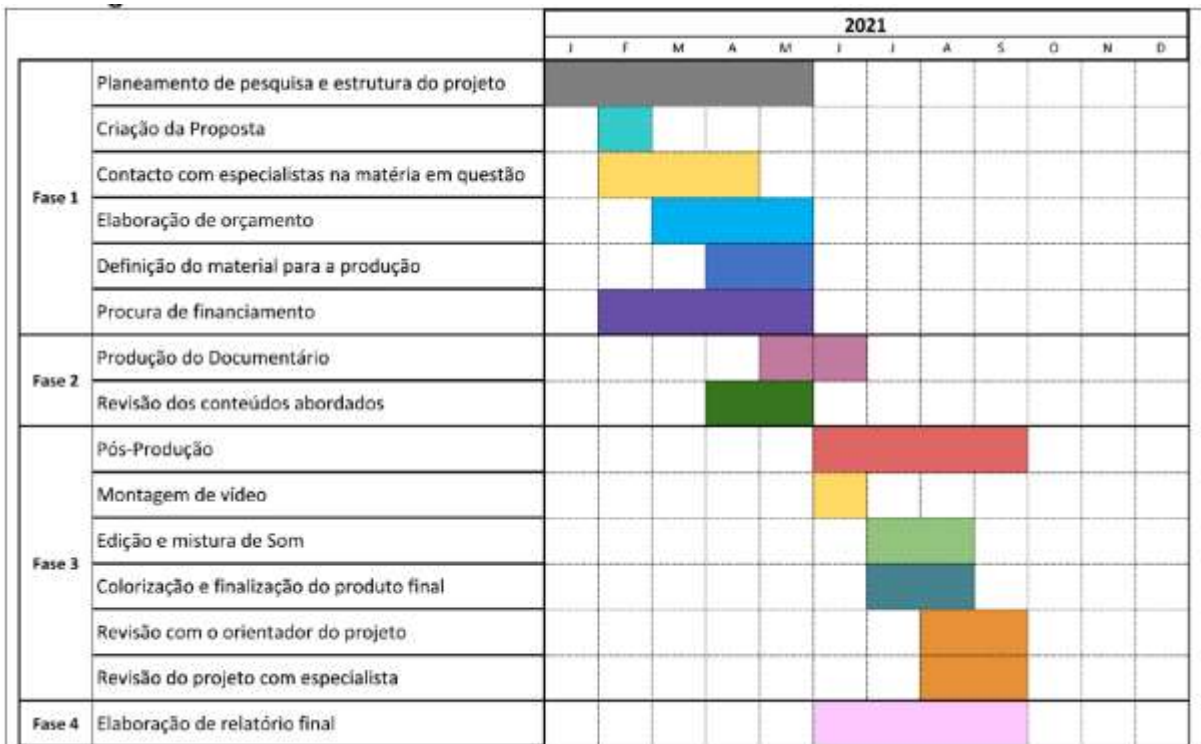 2021
J F M A M J J A S O N D
Fase 1
Planeamento de pesquisa e estrutura do projeto
Criação da Proposta
Contacto com especialistas na matéria em questão
Elaboração de orçamento
Definição do material para a produção
Procura de financiamento
Fase 2
Produção do Documentário
Revisão dos conteúdos abordados
Fase 3
Pós-Produção
Montagem de vídeo
Edição e mistura de Som
Colorização e finalização do produto final
Revisão com o orientador do projeto
Revisão do projeto com especialista
Fase 4
Elaboração de relatório final